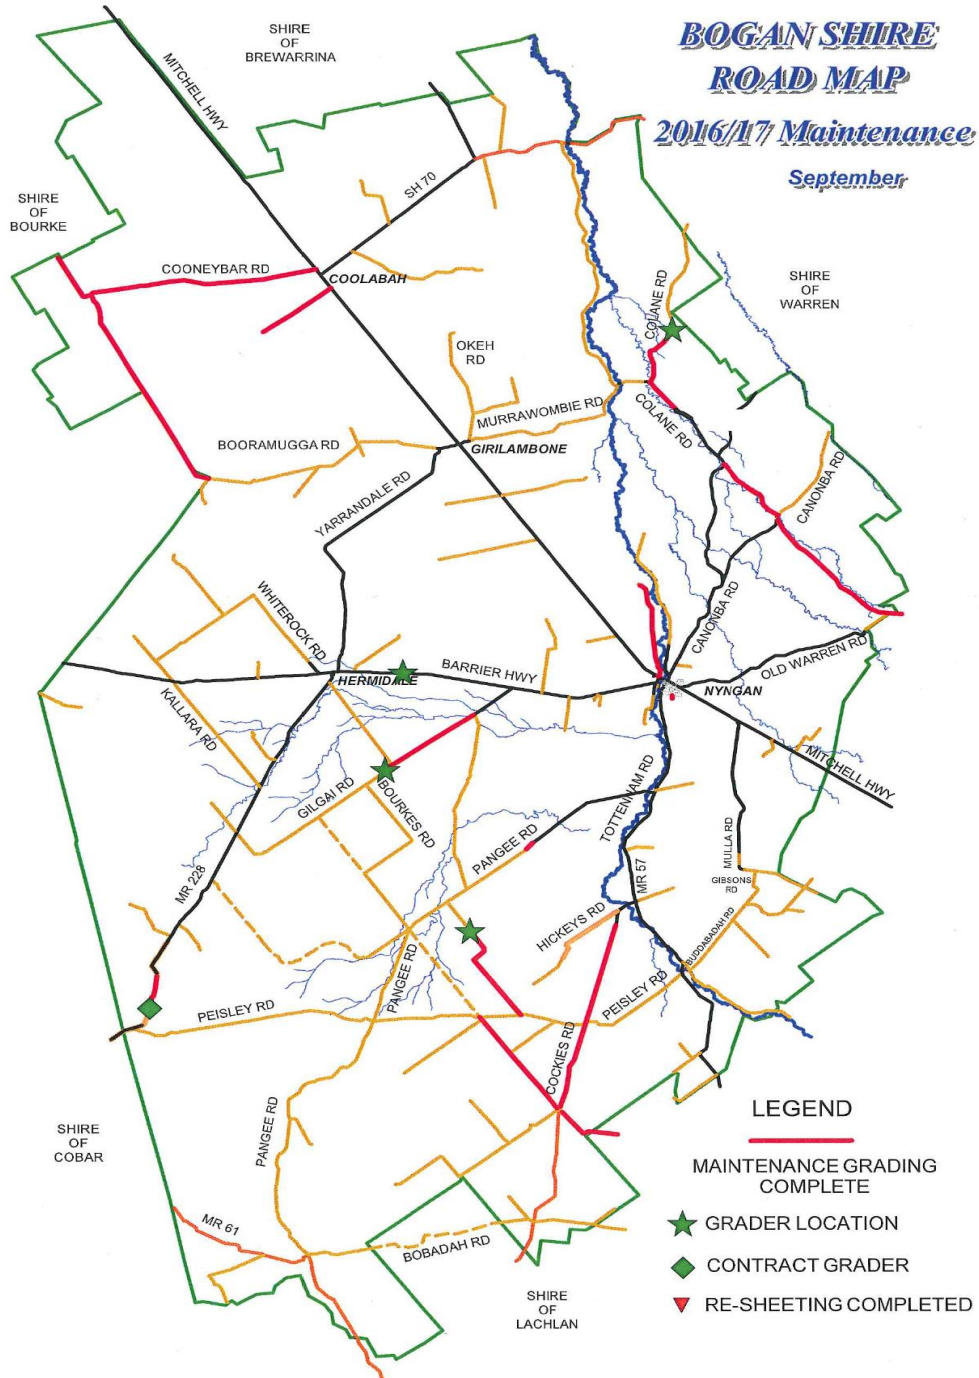 BOGAN SHIRE
ROAD MAP
2016/17 Maintenance
September
SHIRE
OF
BREWARRINA
MITCHELL HWY
SH 70
SHIRE
OF
BOURKE
COONEYBAR RD
COOLABAH
SHIRE
OF
WARREN
COLANE RD
OKEH
RD
MURRAWOMBIE RD
COLANE RD
BOORAMUGGA RD
GIRILAMBONE
CANONBA RD
YARRANDALE RD
WHITEROCK RD
CANONBA RD
OLD WARREN RD
BARRIER HWY
HERMIDALE
NYNGAN
KALLARA RD
MITCHELL HWY
GILGAI RD
BOURKES RD
TOTTENNAM RD
PANGEE RD
MULLA RD
MR 228
MR 57
GIBSONS
RD
HICKEYS RD
BUDDABADAH RD
PANGEE RD
PEISLEY RD
PEISLEY RD
COCKIES RD
PANGEE RD
SHIRE
OF
COBAR
MR 61
BOBADAH RD
SHIRE
OF
LACHLAN
LEGEND
MAINTENANCE GRADING
COMPLETE
GRADER LOCATION
CONTRACT GRADER
RE-SHEETING COMPLETED